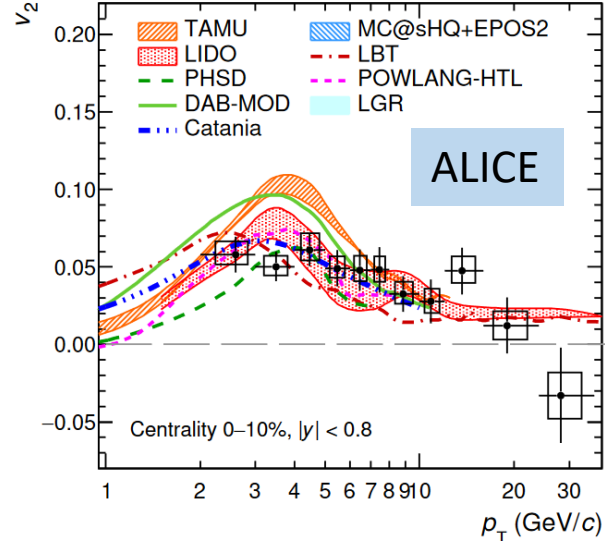 v₂
0.20
0.15
0.10
0.05
0.00
−0.05
TAMU
LIDO
PHSD
DAB-MOD
Catania
MC@sHQ+EPOS2
LBT
POWLANG-HTL
LGR
ALICE
Centrality 0–10%, |y| < 0.8
1 2 3 4 5 6 7 8 9 10 20 30
p_T (GeV/c)